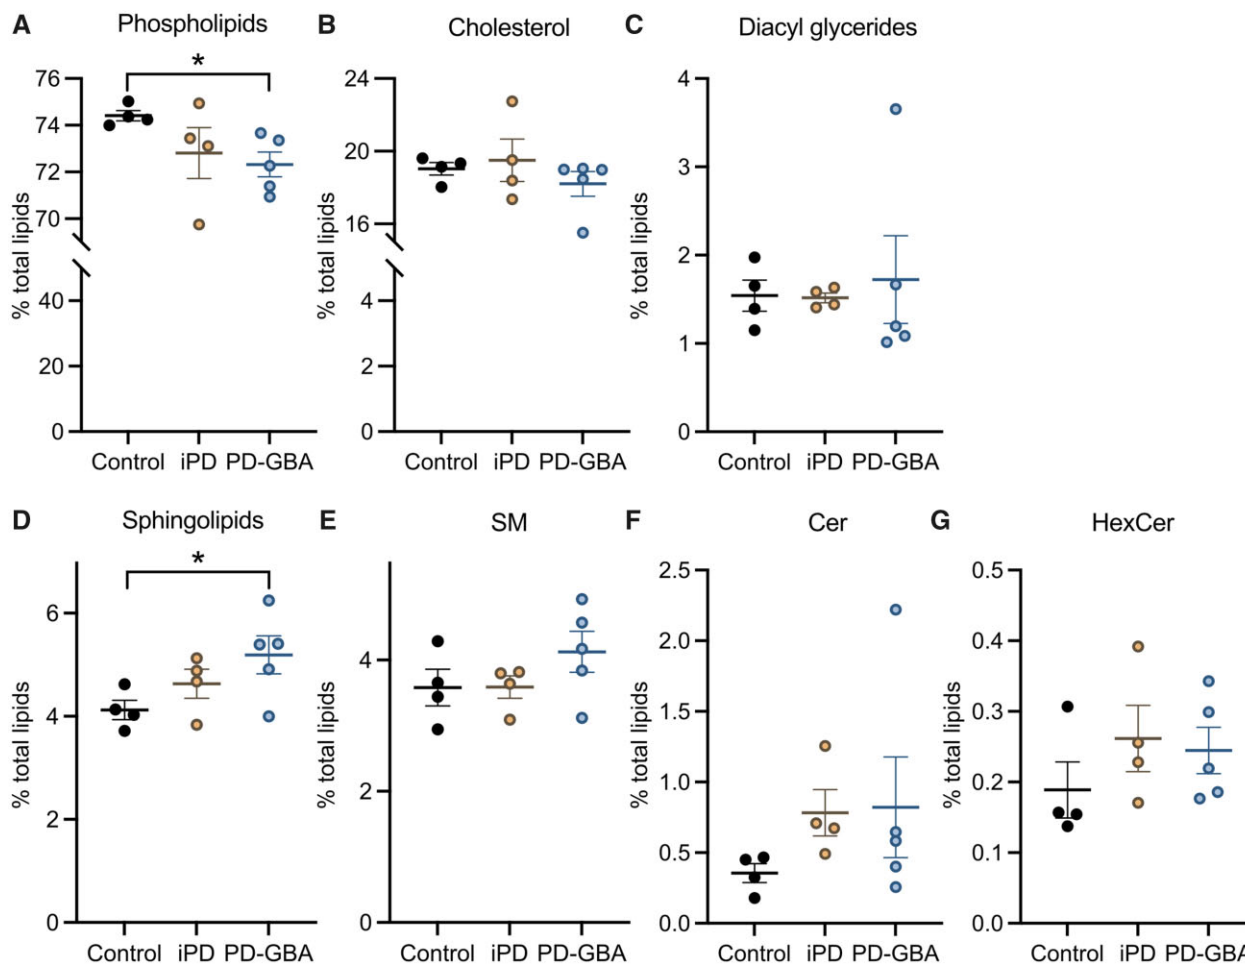 A Phospholipids
% total lipids
76
*
74
72
70
40
20
0
Control iPD PD-GBA
B Cholesterol
% total lipids
24
20
16
4
2
0
Control iPD PD-GBA
C Diacyl glycerides
% total lipids
4
3
2
1
0
Control iPD PD-GBA
D Sphingolipids
% total lipids
*
6
4
2
0
Control iPD PD-GBA
E SM
% total lipids
4
2
0
Control iPD PD-GBA
F Cer
% total lipids
2.5
2.0
1.5
1.0
0.5
0.0
Control iPD PD-GBA
G HexCer
% total lipids
0.5
0.4
0.3
0.2
0.1
0.0
Control iPD PD-GBA